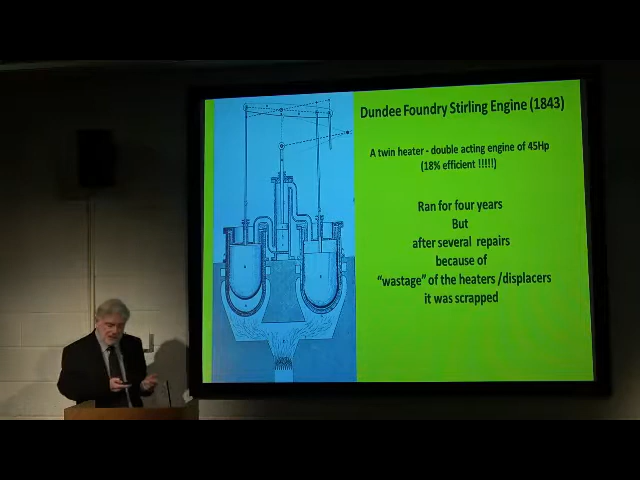 Dundee Foundry Stirling Engine (1843)
A twin heater - double acting engine of 45Hp
(18% efficient !!!!!)
Ran for four years
But
after several repairs
because of
"wastage" of the heaters/displacers
it was scrapped